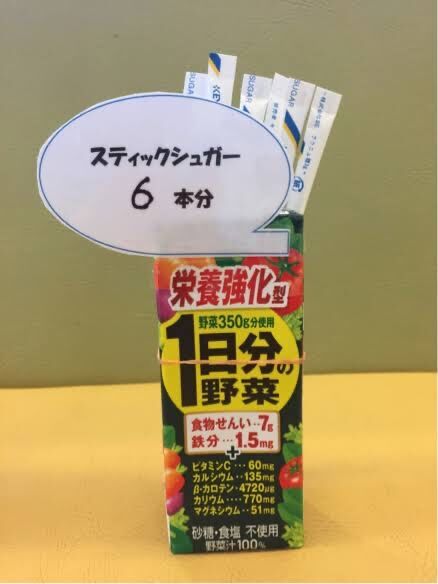 SUGAR
SUGAR
SUGAR
スティックシュガー
6 本分
栄養強化型
野菜350g分使用
1日分の
野菜
食物せんい‥7g
鉄分…1.5mg
+
ビタミンC…60mg
カルシウム‥135mg
β-カロテン‥4720μg
カリウム‥‥770mg
マグネシウム‥51mg
砂糖・食塩 不使用
野菜汁100%